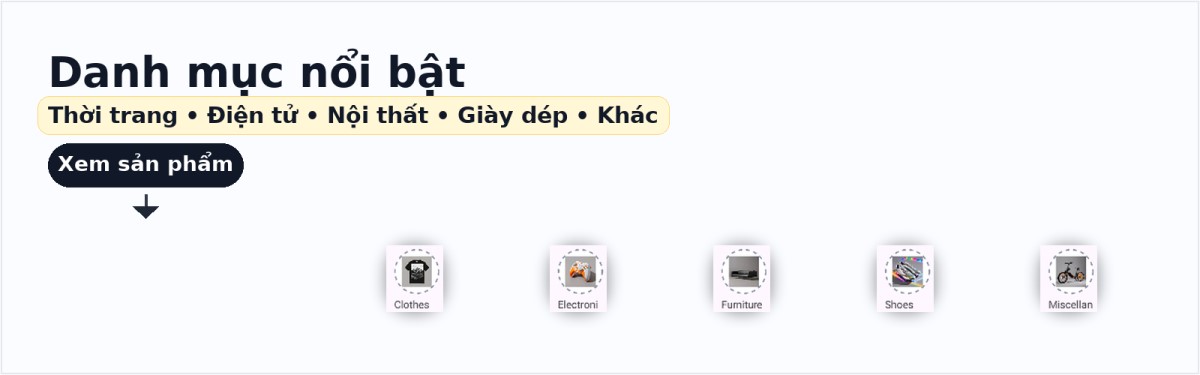 Danh mục nổi bật
Thời trang • Điện tử • Nội thất • Giày dép • Khác
Xem sản phẩm
Clothes Electroni Furniture Shoes Miscellan